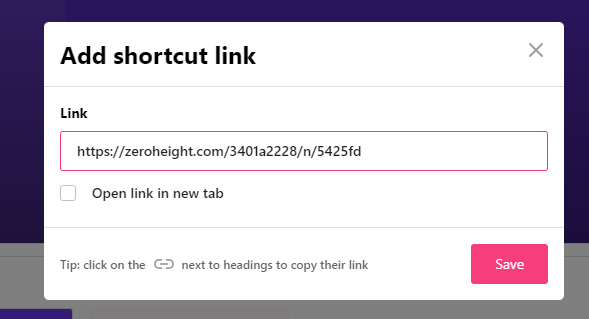 Add shortcut link
Link
https://zeroheight.com/3401a2228/n/5425fd
Open link in new tab
Tip: click on the next to headings to copy their link
Save